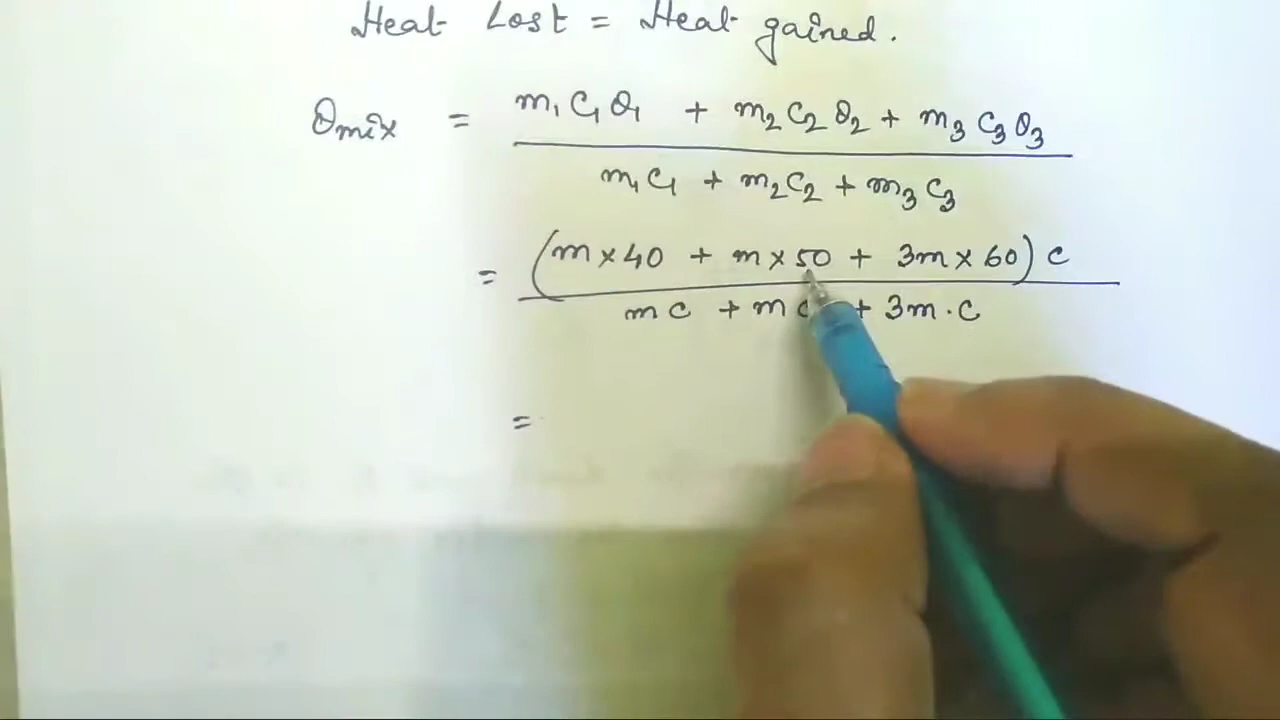 Heat Lost = Heat gained.
θmix = m₁C₁θ₁ + m₂C₂θ₂ + m₃C₃θ₃
m₁C₁ + m₂C₂ + m₃C₃
= (m×40 + m×50 + 3m×60) c
mc + mc + 3m·c
=